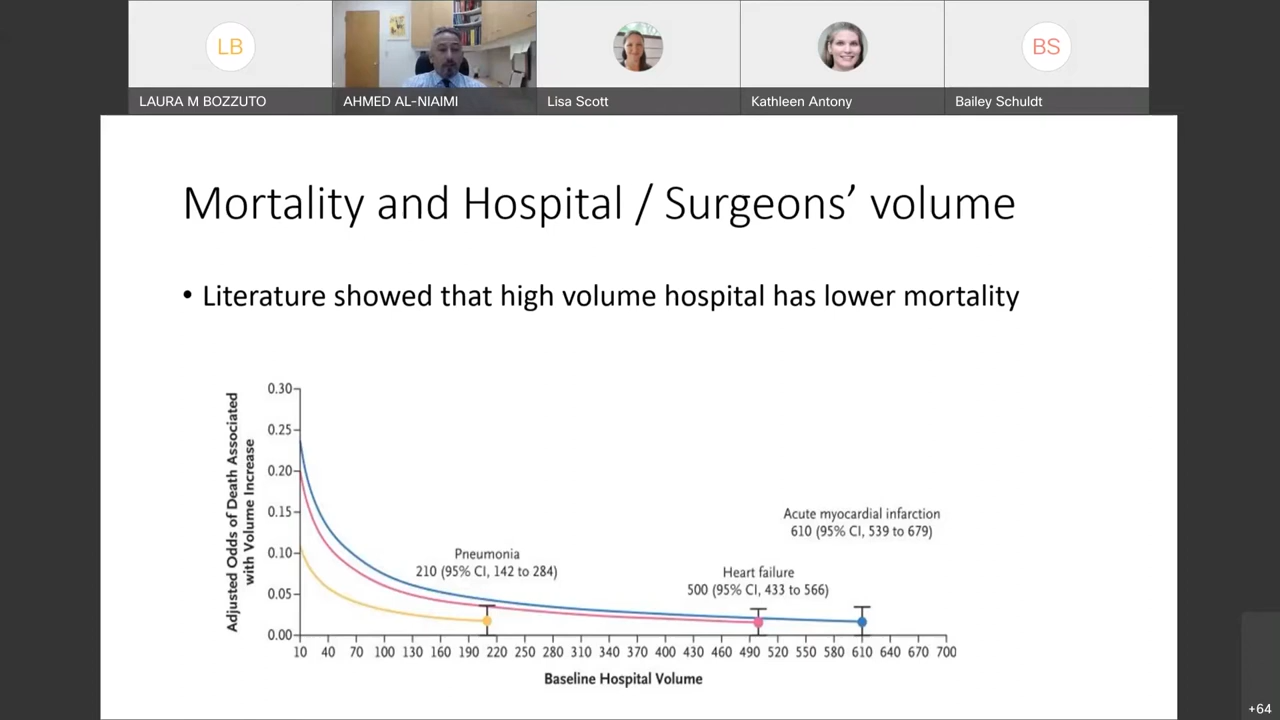 LB
BS
LAURA M BOZZUTO
AHMED AL-NIAIMI
Lisa Scott
Kathleen Antony
Bailey Schuldt
Mortality and Hospital / Surgeons’ volume
• Literature showed that high volume hospital has lower mortality
Adjusted Odds of Death Associated
with Volume Increase
0.30
0.25
0.20
0.15
0.10
0.05
0.00
Pneumonia
210 (95% CI, 142 to 284)
Acute myocardial infarction
610 (95% CI, 539 to 679)
Heart failure
500 (95% CI, 433 to 566)
10 40 70 100 130 160 190 220 250 280 310 340 370 400 430 460 490 520 550 580 610 640 670 700
Baseline Hospital Volume
+64